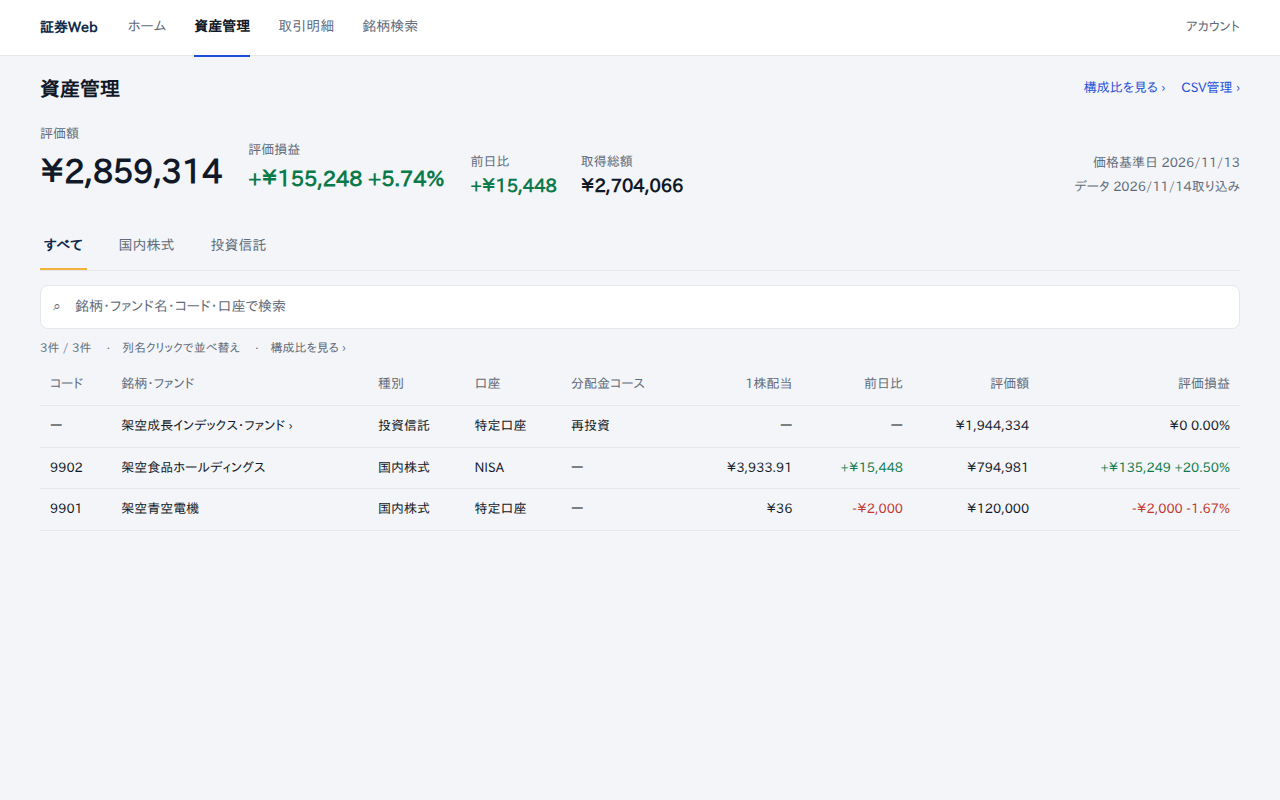 証券Web ホーム 資産管理 取引明細 銘柄検索 アカウント
資産管理 構成比を見る › CSV管理 ›
評価額 評価損益 前日比 取得総額 価格基準日 2026/11/13
¥2,859,314 +¥155,248 +5.74% +¥15,448 ¥2,704,066 データ 2026/11/14取り込み
すべて 国内株式 投資信託
銘柄・ファンド名・コード・口座で検索
3件 / 3件 · 列名クリックで並べ替え · 構成比を見る ›
コード 銘柄・ファンド 種別 口座 分配金コース 1株配当 前日比 評価額 評価損益
— 架空成長インデックス・ファンド › 投資信託 特定口座 再投資 — — ¥1,944,334 ¥0 0.00%
9902 架空食品ホールディングス 国内株式 NISA — ¥3,933.91 +¥15,448 ¥794,981 +¥135,249 +20.50%
9901 架空青空電機 国内株式 特定口座 — ¥36 -¥2,000 ¥120,000 -¥2,000 -1.67%